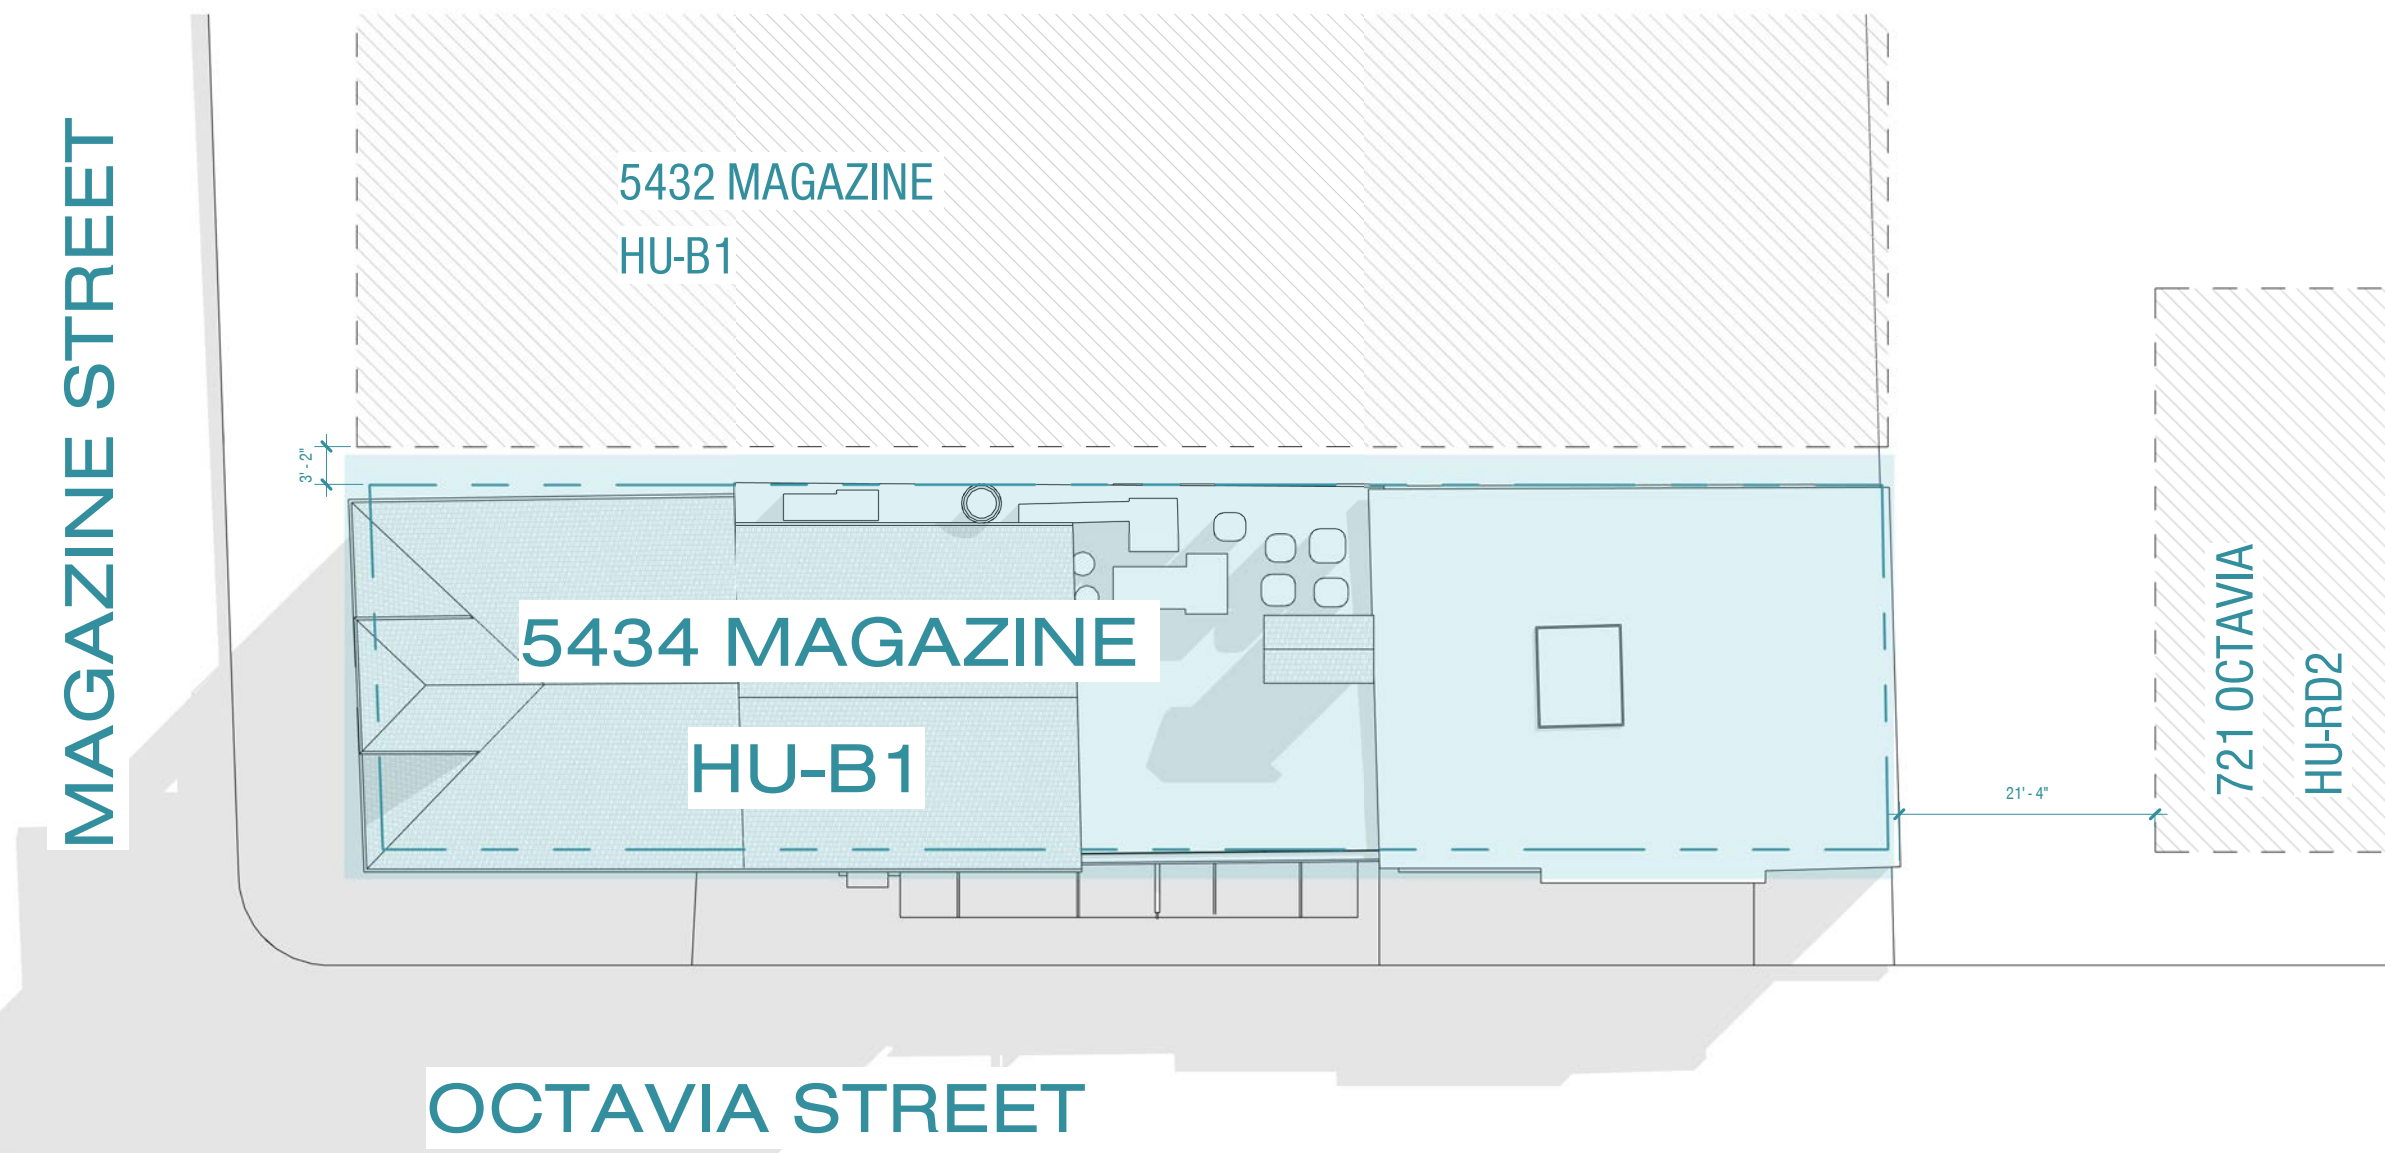 MAGAZINE STREET
5432 MAGAZINE
HU-B1
3' - 2"
5434 MAGAZINE
HU-B1
721 OCTAVIA
HU-RD2
21' - 4"
OCTAVIA STREET